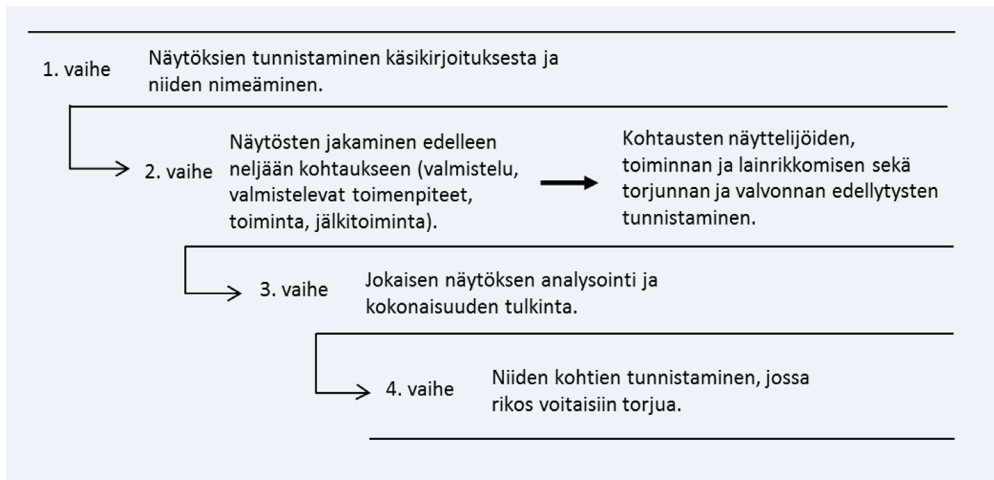 1. vaihe
Näytöksien tunnistaminen käsikirjoituksesta ja
niiden nimeäminen.
2. vaihe
Näytösten jakaminen edelleen
neljään kohtaukseen (valmistelu,
valmistelevat toimenpiteet,
toiminta, jälkitoiminta).
Kohtausten näyttelijöiden,
toiminnan ja lainrikkomisen sekä
torjunnan ja valvonnan edellytysten
tunnistaminen.
3. vaihe
Jokaisen näytöksen analysointi ja
kokonaisuuden tulkinta.
4. vaihe
Niiden kohtien tunnistaminen, jossa
rikos voitaisiin torjua.